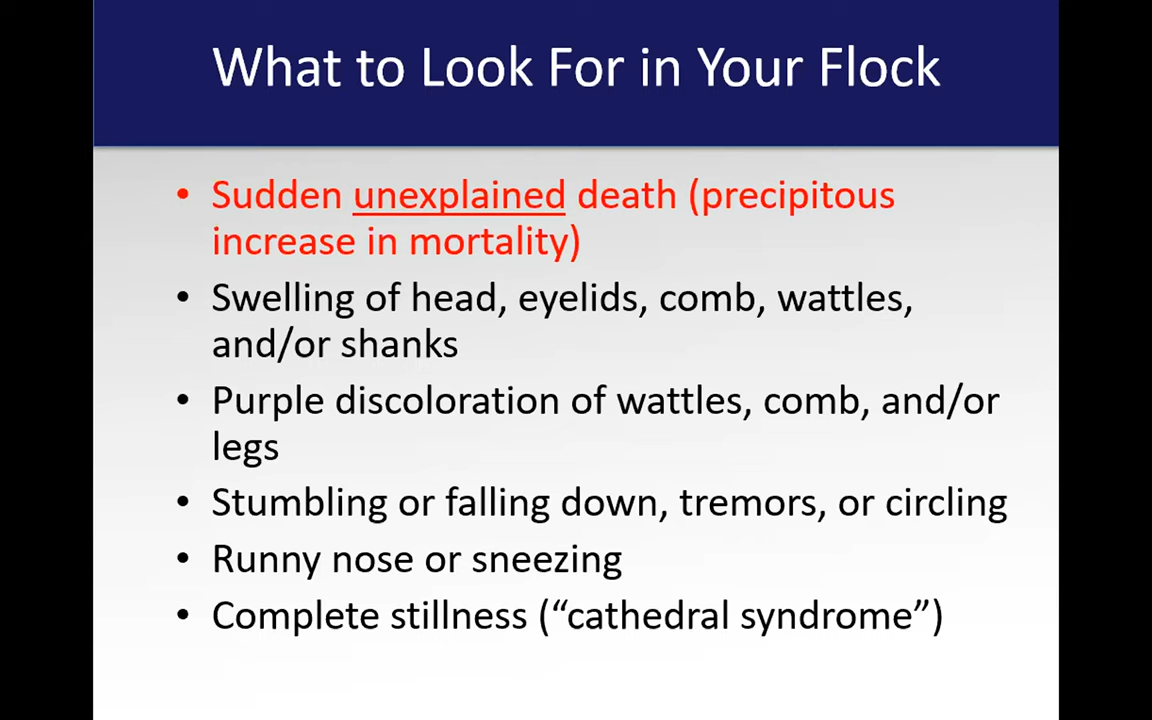 What to Look For in Your Flock
• Sudden unexplained death (precipitous
increase in mortality)
• Swelling of head, eyelids, comb, wattles,
and/or shanks
• Purple discoloration of wattles, comb, and/or
legs
• Stumbling or falling down, tremors, or circling
• Runny nose or sneezing
• Complete stillness (“cathedral syndrome”)